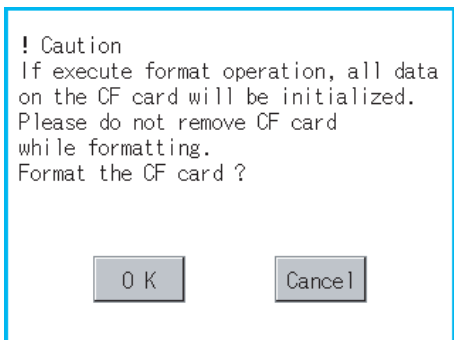 ! Caution
If execute format operation, all data
on the CF card will be initialized.
Please do not remove CF card
while formatting.
Format the CF card ?
O K Cancel